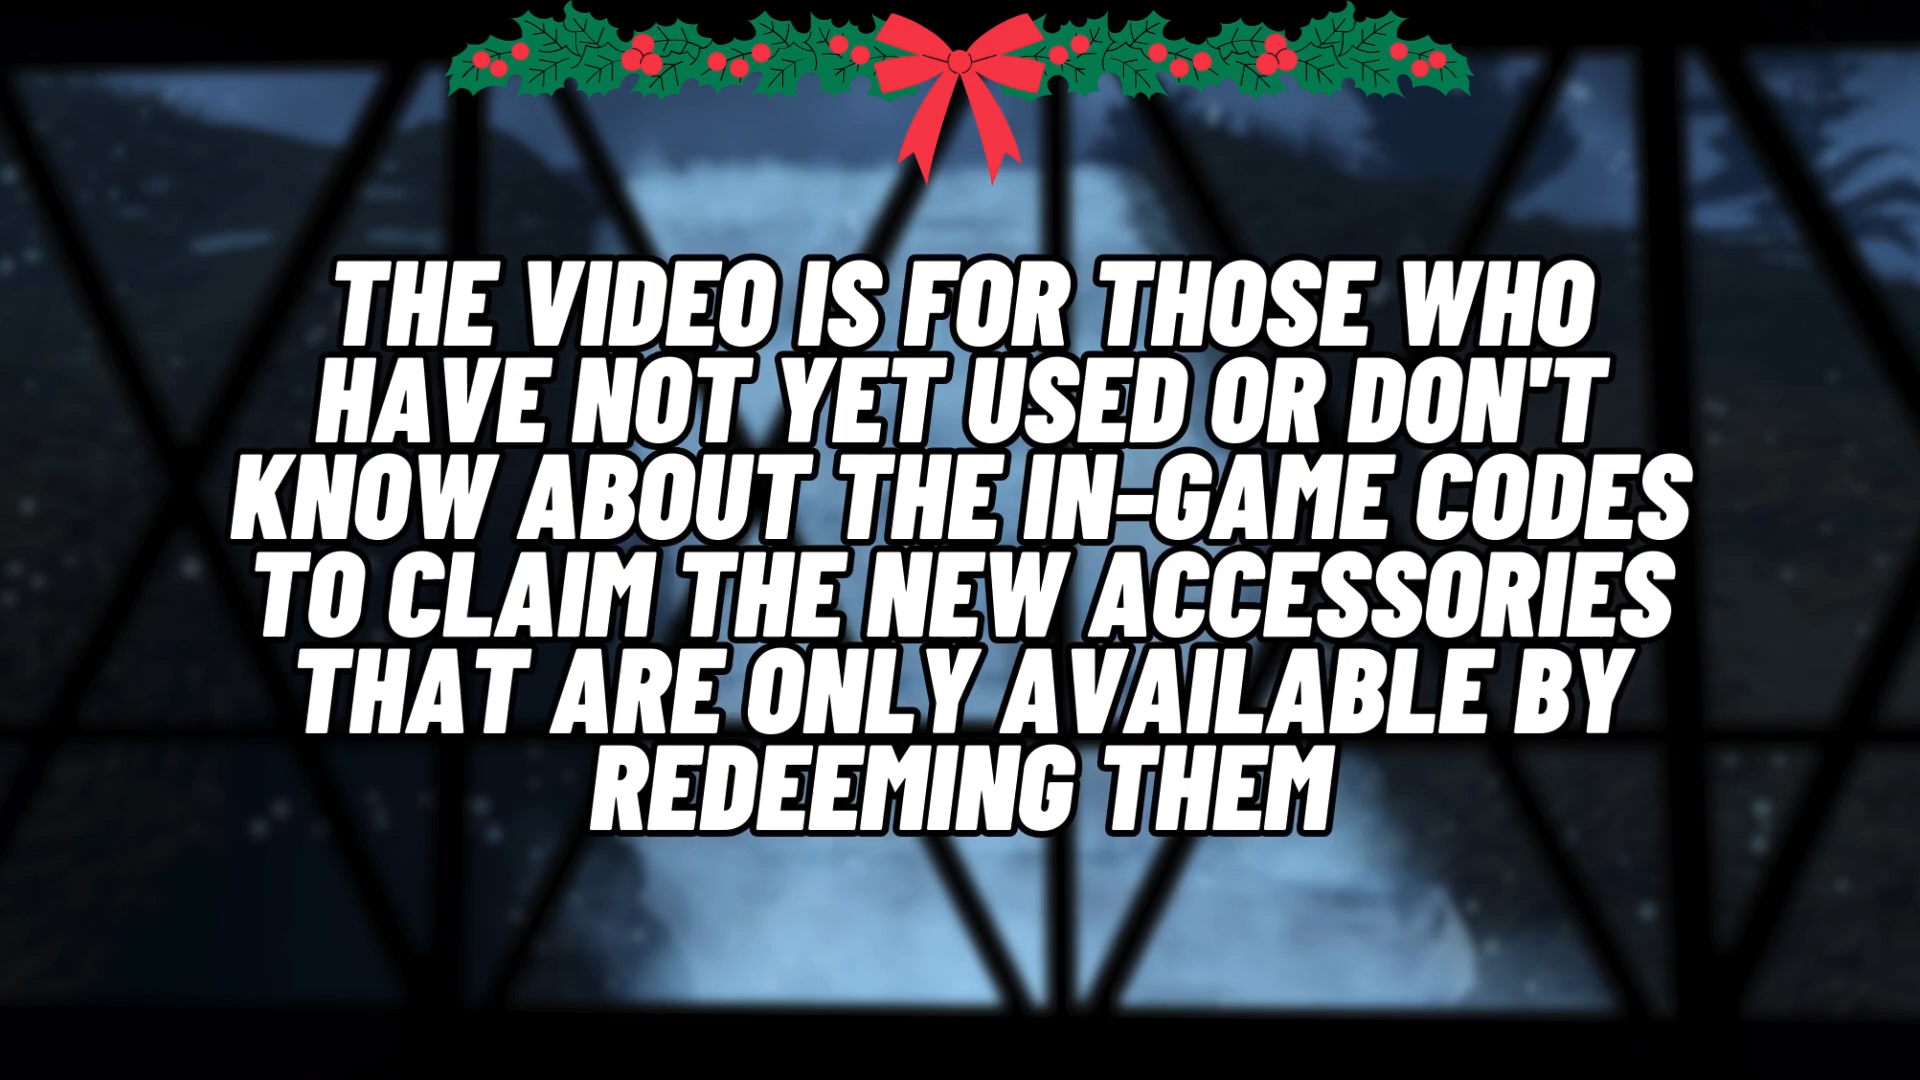 THE VIDEO IS FOR THOSE WHO
HAVE NOT YET USED OR DON'T
KNOW ABOUT THE IN-GAME CODES
TO CLAIM THE NEW ACCESSORIES
THAT ARE ONLY AVAILABLE BY
REDEEMING THEM